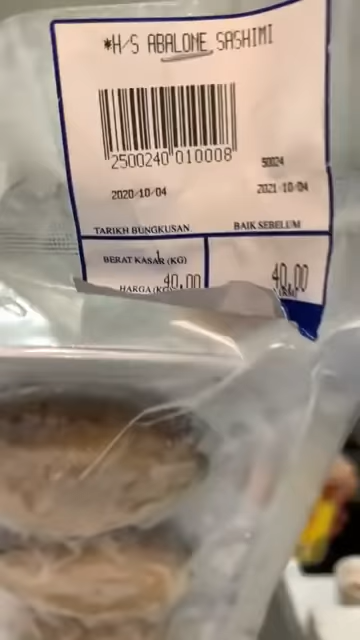 *H/S ABALONE SASHIMI
2500240 010008
50024
2020/10/04
2021/10/04
TARIKH BUNGKUSAN
BAIK SEBELUM
BERAT KASAR (KG)
40.00
40.00
HARGA